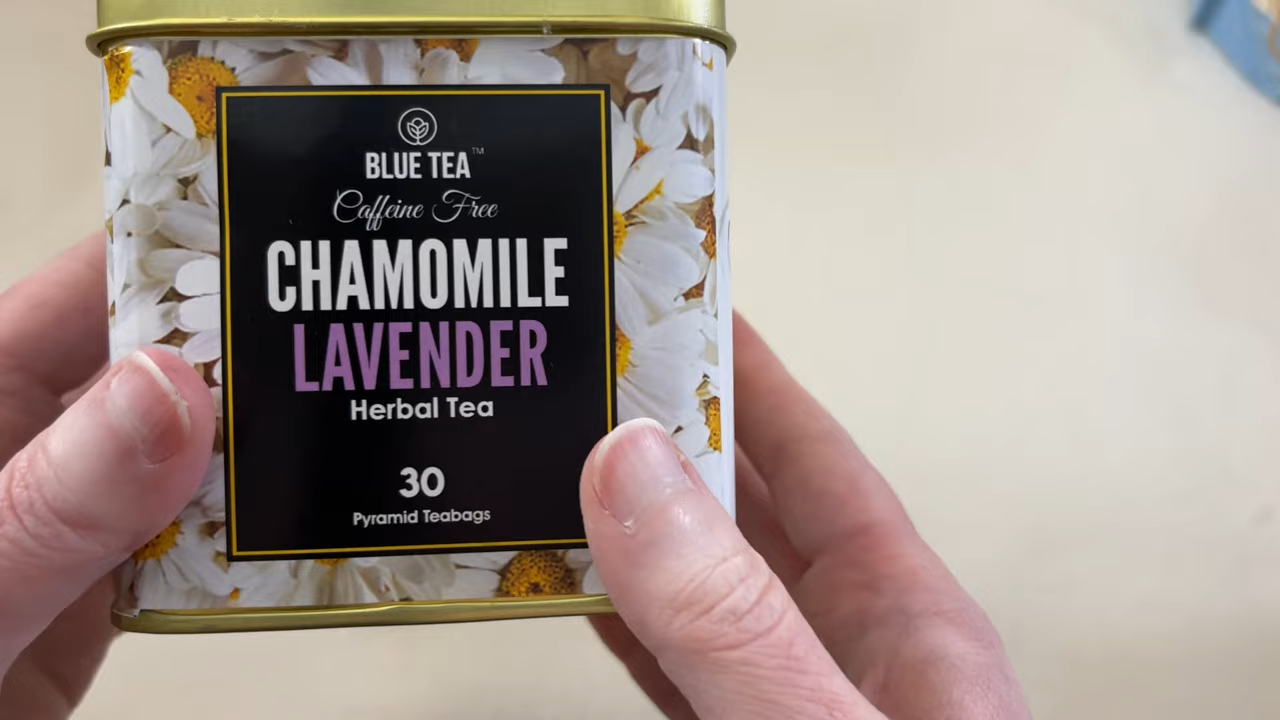 BLUE TEA™
Caffeine Free
CHAMOMILE
LAVENDER
Herbal Tea
30
Pyramid Teabags